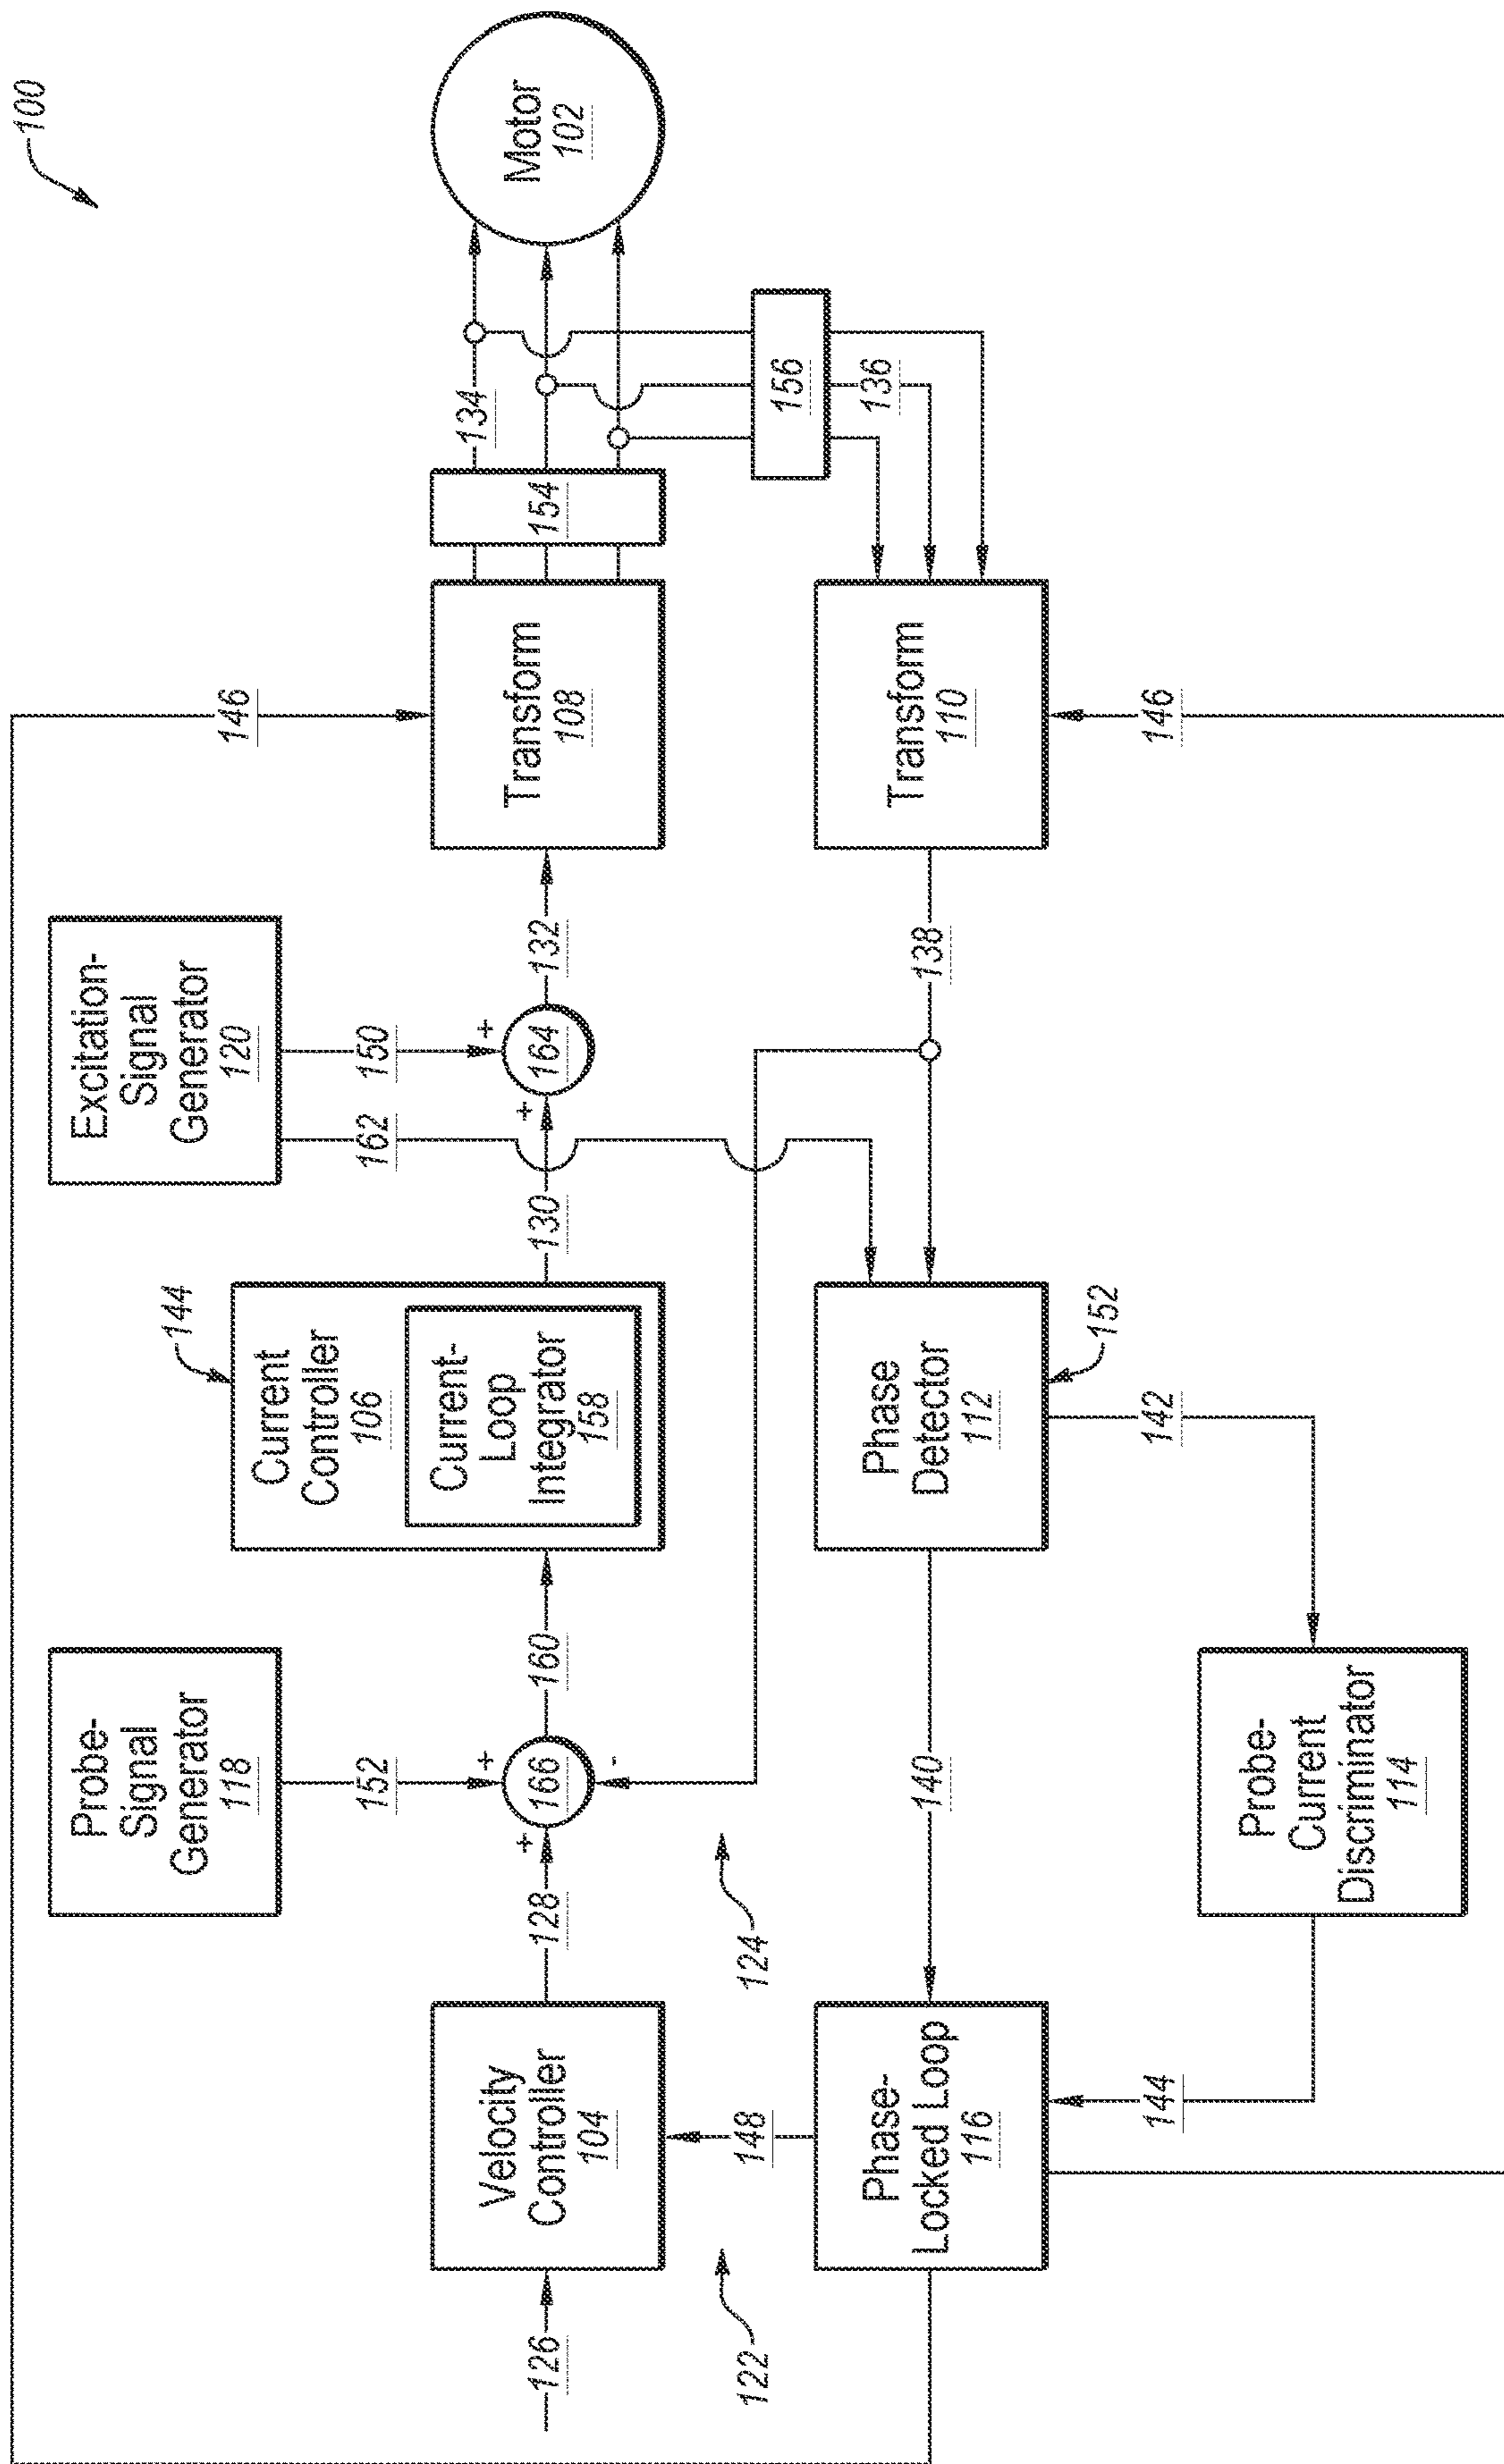 100
146
Excitation-
Signal
Generator
120
Probe-
Signal
Generator
118
150
162
152
144
126
Velocity
Controller
104
128
+
+
166
-
160
Current
Controller
106
Current-
Loop
Integrator
158
130
+
+
164
132
Transform
108
154
134
Motor
102
122
148
124
156
136
Phase-
Locked Loop
116
140
Phase
Detector
112
152
138
Transform
110
146
144
Probe-
Current
Discriminator
114
142